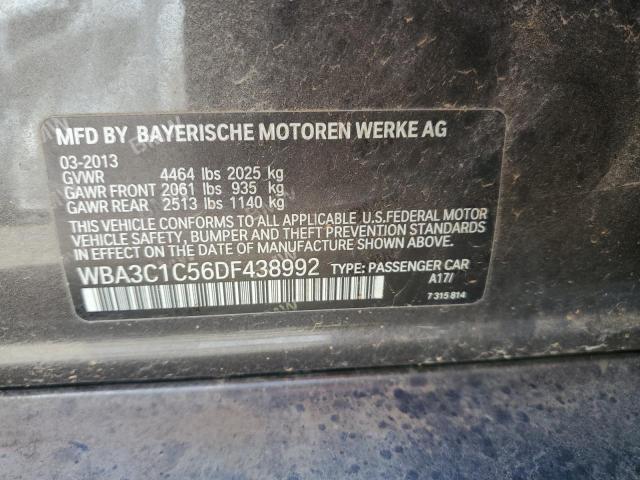 MFD BY BAYERISCHE MOTOREN WERKE AG
03-2013
GVWR 4464 lbs 2025 kg
GAWR FRONT 2061 lbs 935 kg
GAWR REAR 2513 lbs 1140 kg
THIS VEHICLE CONFORMS TO ALL APPLICABLE U.S.FEDERAL MOTOR
VEHICLE SAFETY, BUMPER AND THEFT PREVENTION STANDARDS
IN EFFECT ON THE DATE OF MANUFACTURE SHOWN ABOVE.
WBA3C1C56DF438992 TYPE: PASSENGER CAR
A17/
7 315 814